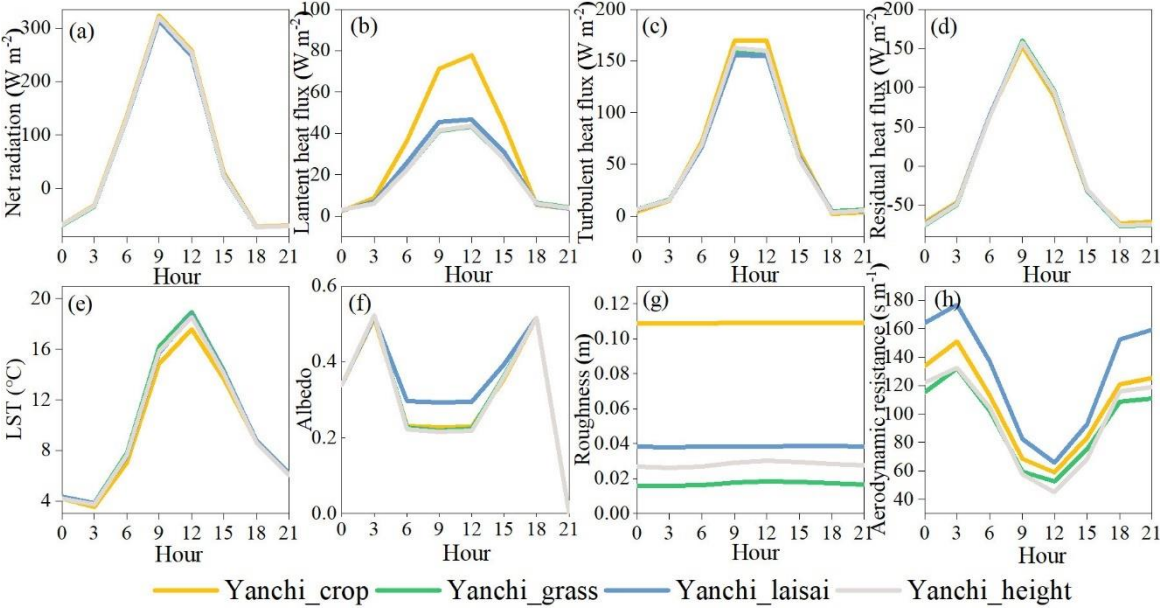 (a)
Net radiation (W m⁻²)
300
200
100
0
0 3 6 9 12 15 18 21
Hour
(b)
Lantent heat flux (W m⁻²)
100
80
60
40
20
0
0 3 6 9 12 15 18 21
Hour
(c)
Turbulent heat flux (W m⁻²)
200
150
100
50
0
0 3 6 9 12 15 18 21
Hour
(d)
Residual heat flux (W m⁻²)
200
150
100
50
0
-50
0 3 6 9 12 15 18 21
Hour
(e)
LST (°C)
20
16
12
8
4
0 3 6 9 12 15 18 21
Hour
(f)
Albedo
0.6
0.4
0.2
0.0
0 3 6 9 12 15 18 21
Hour
(g)
Roughness (m)
0.12
0.10
0.08
0.06
0.04
0.02
0.00
0 3 6 9 12 15 18 21
Hour
(h)
Aerodynamic resistance (s m⁻¹)
180
160
140
120
100
80
60
40
0 3 6 9 12 15 18 21
Hour
Yanchi_crop Yanchi_grass Yanchi_laisai Yanchi_height